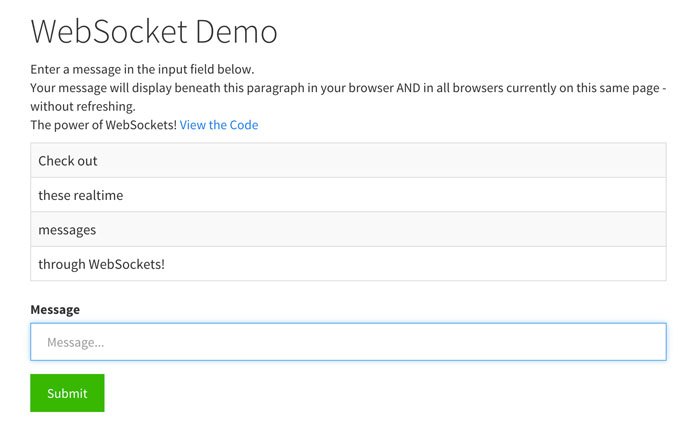 WebSocket Demo
Enter a message in the input field below.
Your message will display beneath this paragraph in your browser AND in all browsers currently on this same page -
without refreshing.
The power of WebSockets! View the Code
Check out
these realtime
messages
through WebSockets!
Message
Message...
Submit